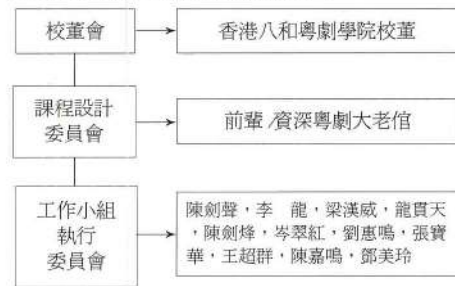 校董會
香港八和粵劇學院校董
課程設計
委員會
前輩/資深粵劇大老倌
工作小組
執行
委員會
陳劍聲，李　龍，梁漢威，龍貫天
，陳劍烽，岑翠紅，劉惠鳴，張寶
華，王超群，陳嘉鳴，鄧美玲